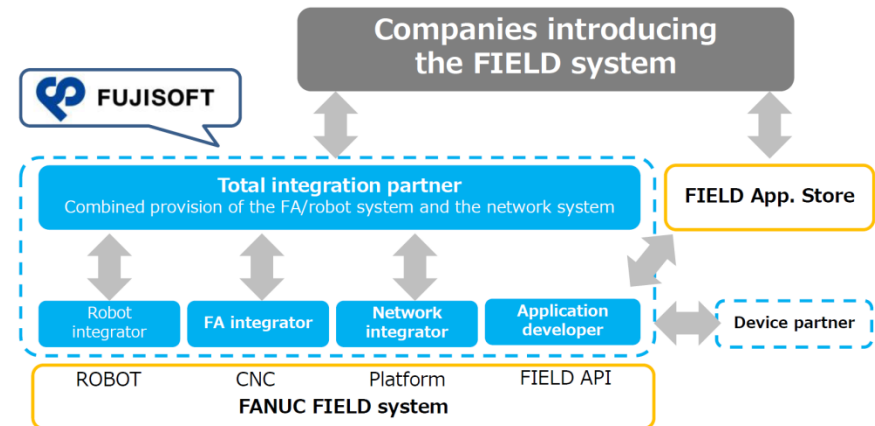 Companies introducing
the FIELD system
FUJISOFT
Total integration partner
Combined provision of the FA/robot system and the network system
FIELD App. Store
Robot
integrator
FA integrator
Network
integrator
Application
developer
Device partner
ROBOT
CNC
Platform
FIELD API
FANUC FIELD system